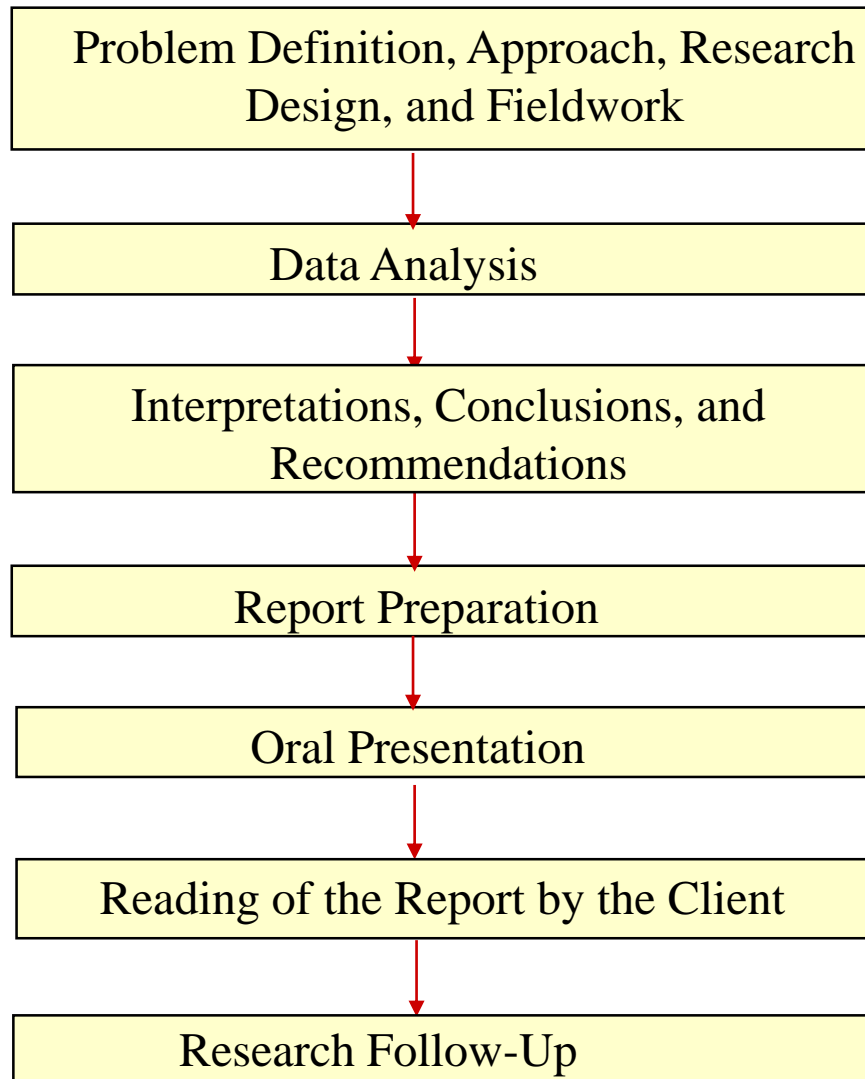 Problem Definition, Approach, Research
Design, and Fieldwork
Data Analysis
Interpretations, Conclusions, and
Recommendations
Report Preparation
Oral Presentation
Reading of the Report by the Client
Research Follow-Up